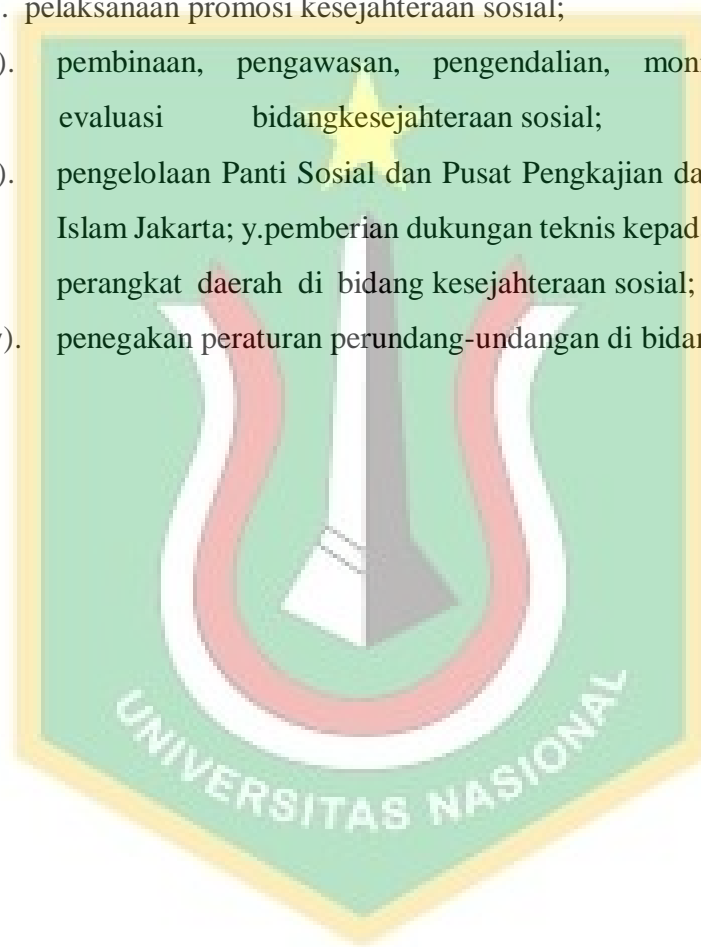 . pelaksanaan promosi kesejahteraan sosial;
). pembinaan, pengawasan, pengendalian,
evaluasi bidangkesejahteraan sosial;
). pengelolaan Panti Sosial dan Pusat Pengkajian
Islam Jakarta; y.pemberian dukungan teknis
perangkat daerah di bidang kesejahteraan sosial;
). penegakan peraturan perundang-undangan di
UNIVERSITAS NASIONAL